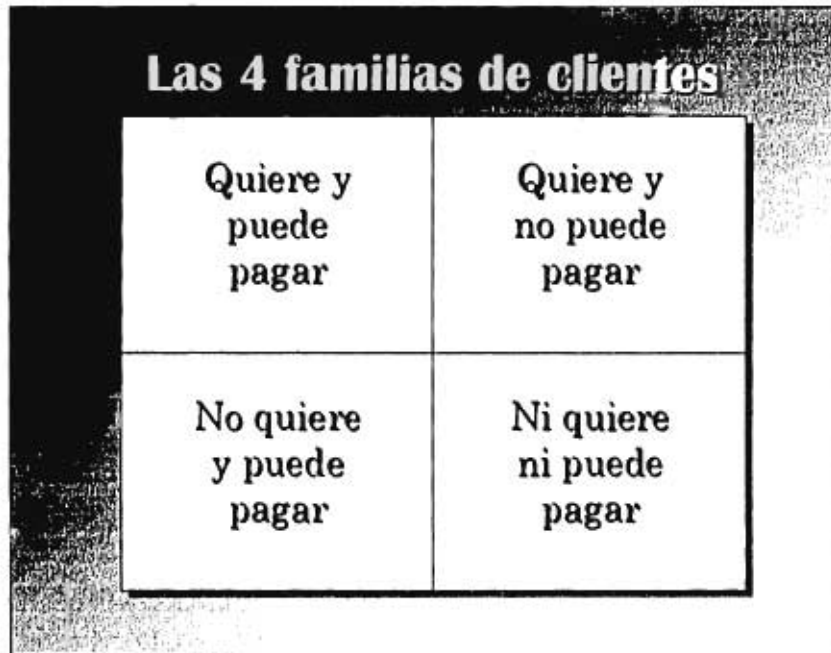 Las 4 familias de clientes
Quiere y
puede
pagar
Quiere y
no puede
pagar
No quiere
y puede
pagar
Ni quiere
ni puede
pagar